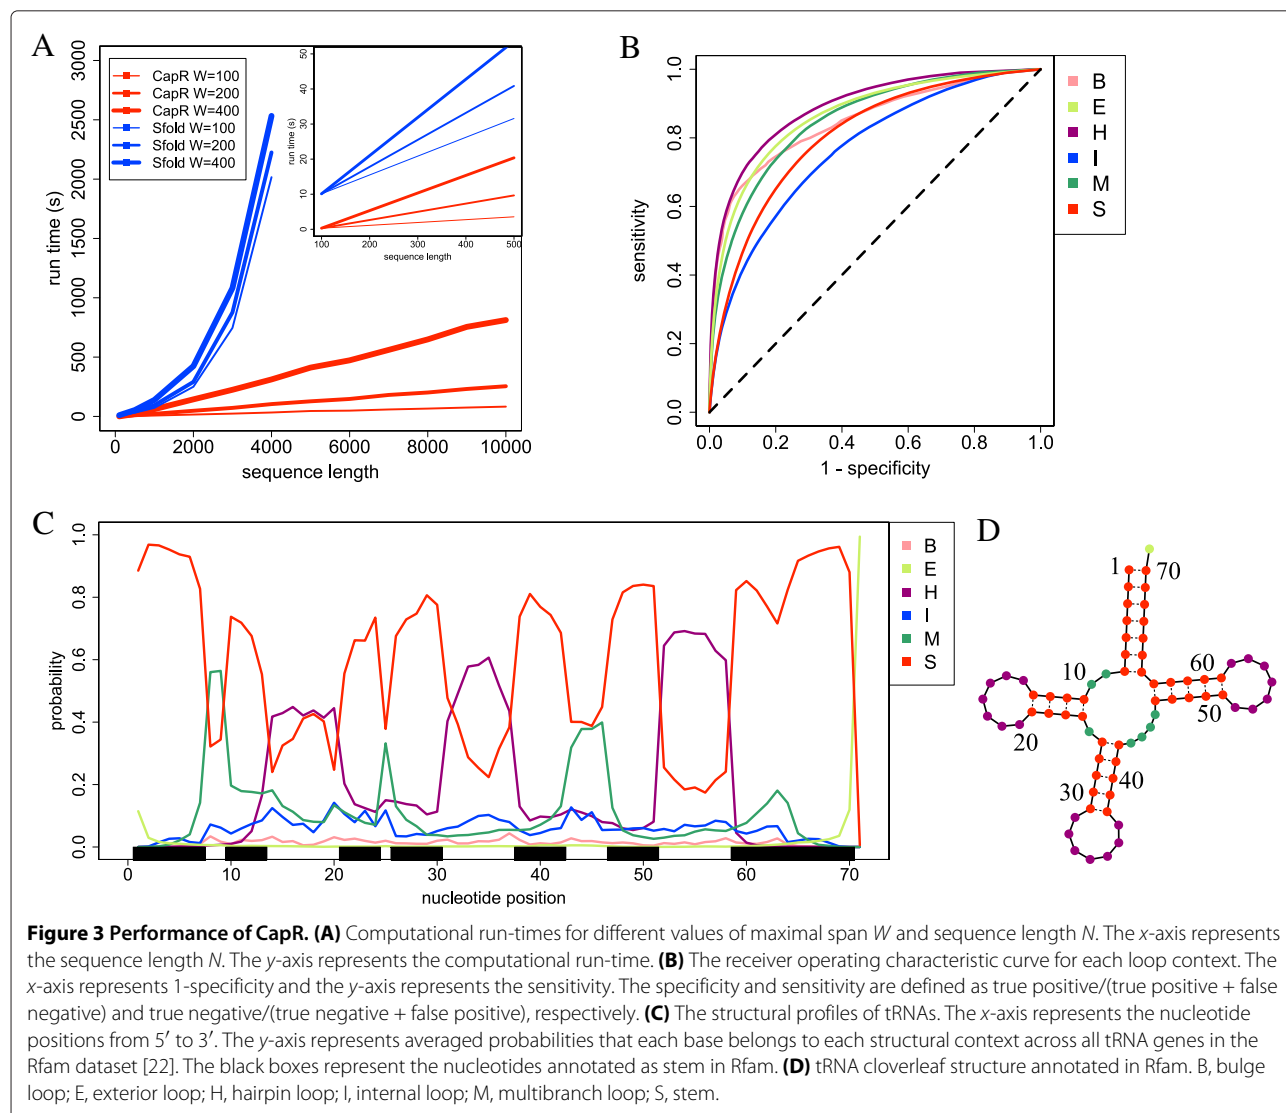 A
run time (s)
3000
2500
2000
1500
1000
500
0
CapR W=100
CapR W=200
CapR W=400
Sfold W=100
Sfold W=200
Sfold W=400
run time (s)
50
40
30
20
10
0
100 200 300 400 500
sequence length
0 2000 4000 6000 8000 10000
sequence length
B
sensitivity
1.0
0.8
0.6
0.4
0.2
0.0
0.0 0.2 0.4 0.6 0.8 1.0
1 - specificity
B
E
H
I
M
S
C
probability
1.0
0.8
0.6
0.4
0.2
0.0
0 10 20 30 40 50 60 70
nucleotide position
B
E
H
I
M
S
D
1 70
10 60
20 50
30 40
Figure 3 Performance of CapR. (A) Computational run-times for different values of maximal span W and sequence length N. The x-axis represents
the sequence length N. The y-axis represents the computational run-time. (B) The receiver operating characteristic curve for each loop context. The
x-axis represents 1-specificity and the y-axis represents the sensitivity. The specificity and sensitivity are defined as true positive/(true positive + false
negative) and true negative/(true negative + false positive), respectively. (C) The structural profiles of tRNAs. The x-axis represents the nucleotide
positions from 5′ to 3′. The y-axis represents averaged probabilities that each base belongs to each structural context across all tRNA genes in the
Rfam dataset [22]. The black boxes represent the nucleotides annotated as stem in Rfam. (D) tRNA cloverleaf structure annotated in Rfam. B, bulge
loop; E, exterior loop; H, hairpin loop; I, internal loop; M, multibranch loop; S, stem.